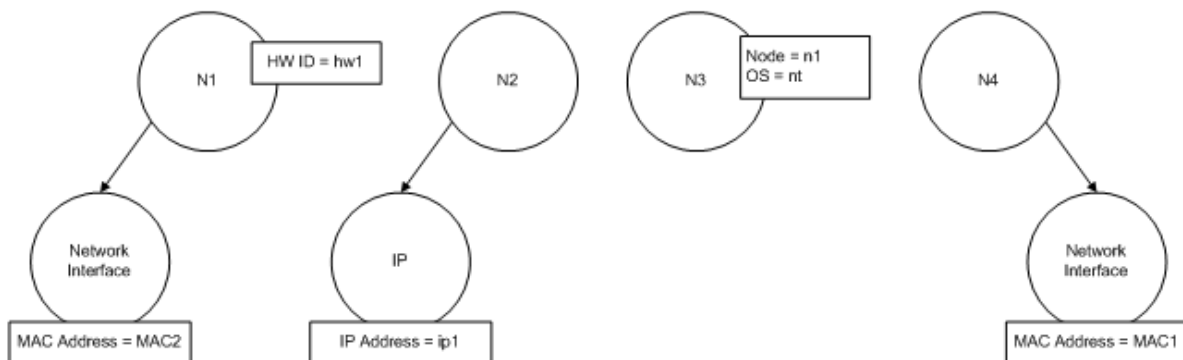 N1
HW ID = hw1
N2
N3
Node = n1
OS = nt
N4
Network
Interface
MAC Address = MAC2
IP
IP Address = ip1
Network
Interface
MAC Address = MAC1